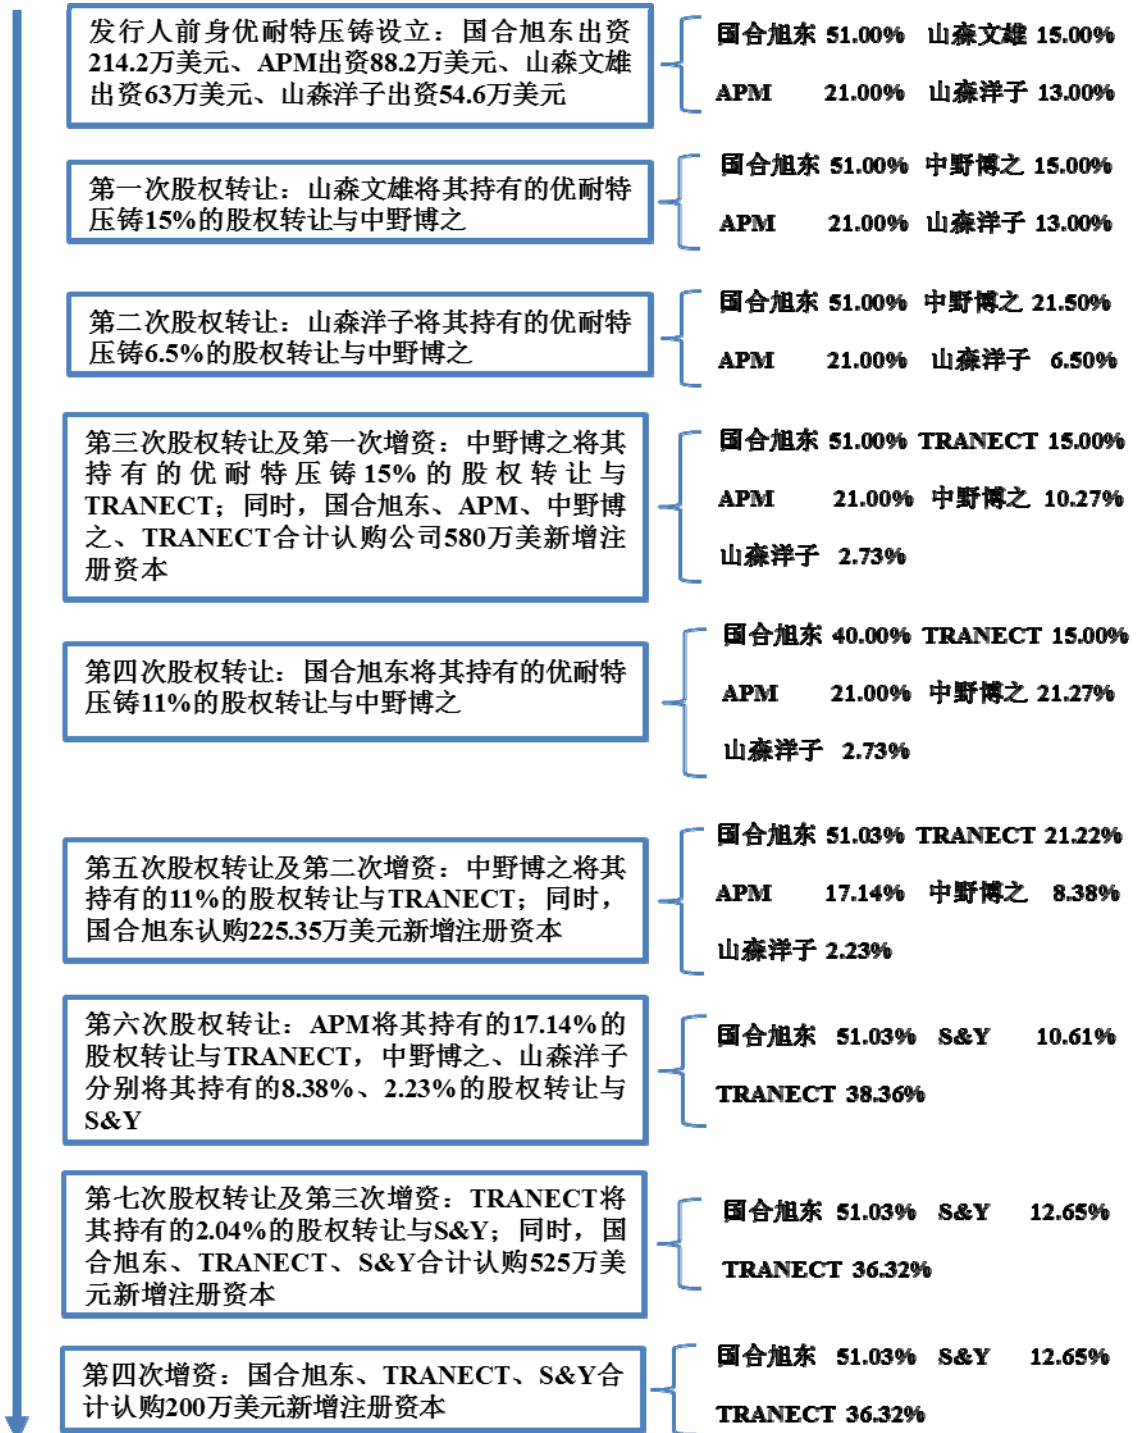 发行人前身优耐特压铸设立：国合旭东出资
214.2万美元、APM出资88.2万美元、山森文雄
出资63万美元、山森洋子出资54.6万美元
国合旭东 51.00% 山森文雄 15.00%
APM 21.00% 山森洋子 13.00%
第一次股权转让：山森文雄将其持有的优耐特
压铸15%的股权转让与中野博之
国合旭东 51.00% 中野博之 15.00%
APM 21.00% 山森洋子 13.00%
第二次股权转让：山森洋子将其持有的优耐特
压铸6.5%的股权转让与中野博之
国合旭东 51.00% 中野博之 21.50%
APM 21.00% 山森洋子 6.50%
第三次股权转让及第一次增资：中野博之将其
持有的优耐特压铸15%的股权转让与
TRANECT；同时，国合旭东、APM、中野博
之、TRANECT合计认购公司580万美新增注
册资本
国合旭东 51.00% TRANECT 15.00%
APM 21.00% 中野博之 10.27%
山森洋子 2.73%
第四次股权转让：国合旭东将其持有的优耐特
压铸11%的股权转让与中野博之
国合旭东 40.00% TRANECT 15.00%
APM 21.00% 中野博之 21.27%
山森洋子 2.73%
第五次股权转让及第二次增资：中野博之将其
持有的11%的股权转让与TRANECT；同时，
国合旭东认购225.35万美元新增注册资本
国合旭东 51.03% TRANECT 21.22%
APM 17.14% 中野博之 8.38%
山森洋子 2.23%
第六次股权转让：APM将其持有的17.14%的
股权转让与TRANECT，中野博之、山森洋子
分别将其持有的8.38%、2.23%的股权转让与
S&Y
国合旭东 51.03% S&Y 10.61%
TRANECT 38.36%
第七次股权转让及第三次增资：TRANECT将
其持有的2.04%的股权转让与S&Y；同时，国
合旭东、TRANECT、S&Y合计认购525万美
元新增注册资本
国合旭东 51.03% S&Y 12.65%
TRANECT 36.32%
第四次增资：国合旭东、TRANECT、S&Y合
计认购200万美元新增注册资本
国合旭东 51.03% S&Y 12.65%
TRANECT 36.32%